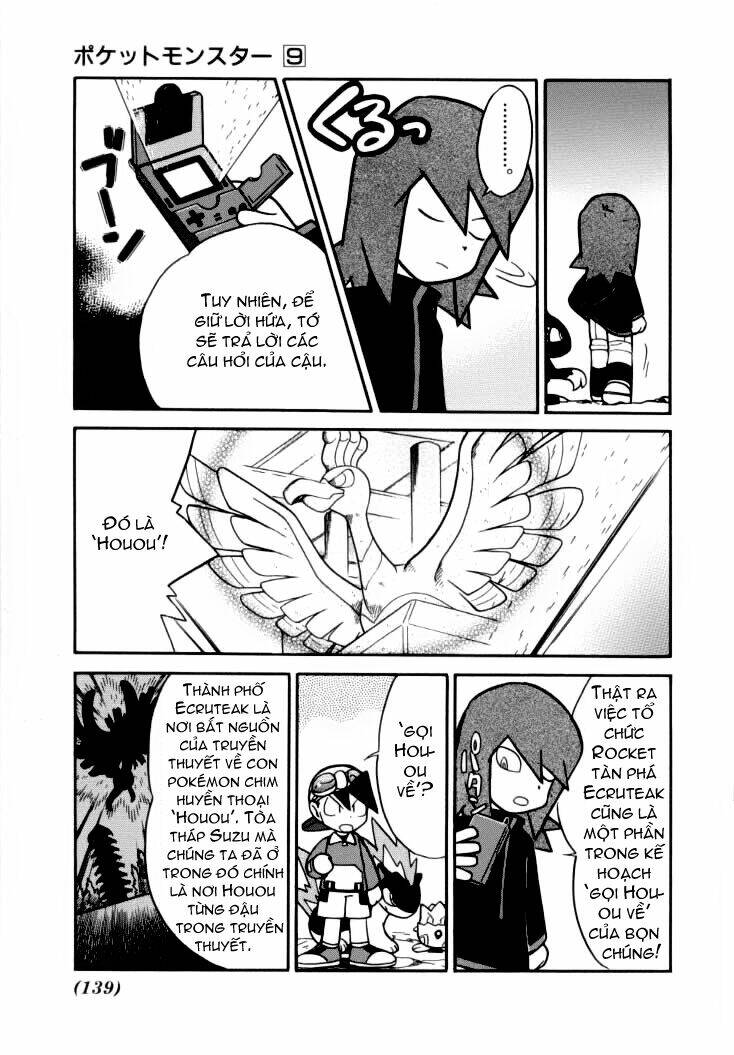 ポケットモンスター 9
………。
くるっ
ブーン
TUY NHIÊN, ĐỂ
GIỮ LỜI HỨA, TỚ
SẼ TRẢ LỜI CÁC
CÂU HỎI CỦA CẬU.
ĐÓ LÀ
'HOUOU'!
THẬT RA
VIỆC TỔ
CHỨC
ROCKET
TÀN PHÁ
ECRUTEAK
CŨNG LÀ
MỘT PHẦN
TRONG KẾ
HOẠCH
'GỌI HOU-
OU VỀ'
CỦA BỌN
CHÚNG!
パタン
'GỌI
HOU-
OU
VỀ'?
THÀNH PHỐ
ECRUTEAK LÀ
NƠI BẮT NGUỒN
CỦA TRUYỀN
THUYẾT VỀ CON
POKÉMON CHIM
HUYỀN THOẠI
'HOUOU'. TÒA
THÁP SUZU MÀ
CHÚNG TA ĐÃ Ở
TRONG ĐÓ CHÍNH
LÀ NƠI HOUOU
TỪNG ĐẬU
TRONG TRUYỀN
THUYẾT.
(139)